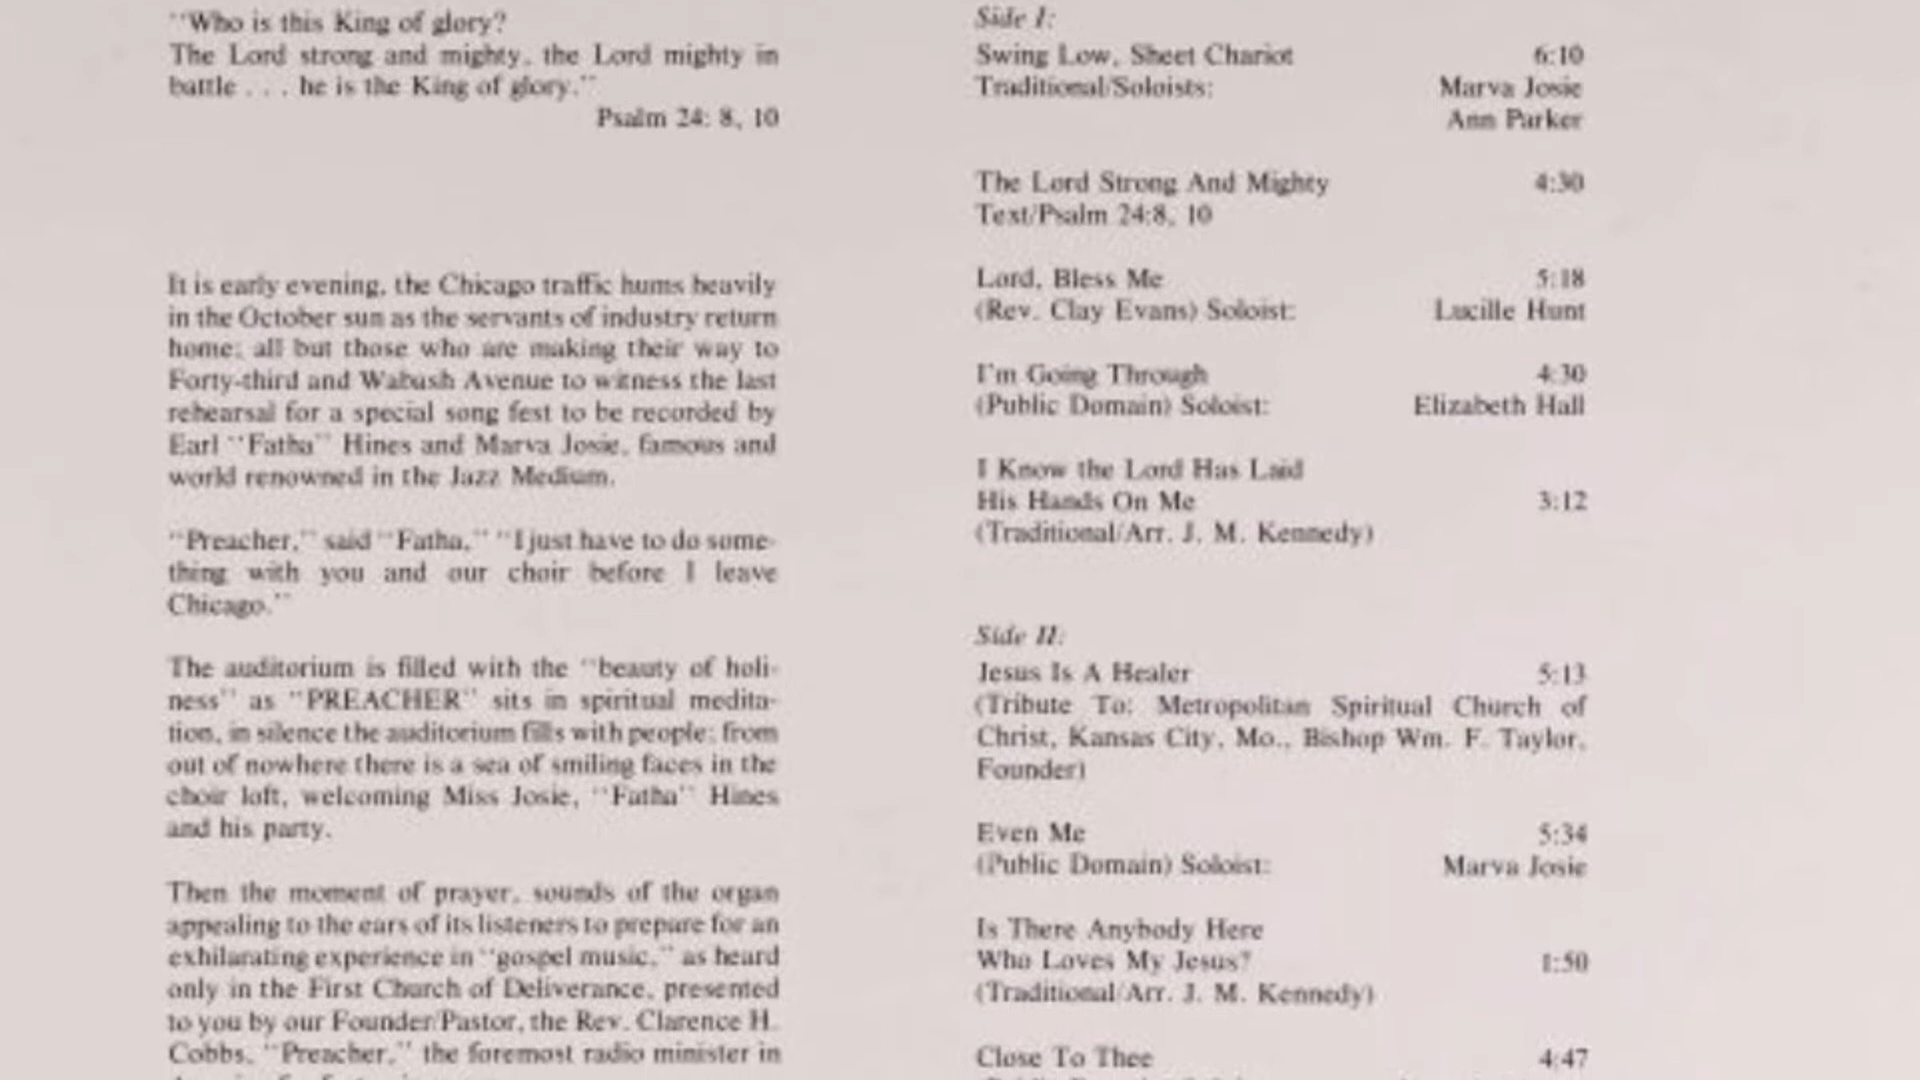 "Who is this King of glory?
The Lord strong and mighty, the Lord mighty in
battle . . . he is the King of glory."
Psalm 24: 8, 10
It is early evening, the Chicago traffic hums heavily
in the October sun as the servants of industry return
home; all but those who are making their way to
Forty-third and Wabash Avenue to witness the last
rehearsal for a special song fest to be recorded by
Earl "Fatha" Hines and Marva Josie, famous and
world renowned in the Jazz Medium.
"Preacher," said "Fatha," "I just have to do some-
thing with you and our choir before I leave
Chicago."
The auditorium is filled with the "beauty of holi-
ness" as "PREACHER" sits in spiritual medita-
tion, in silence the auditorium fills with people; from
out of nowhere there is a sea of smiling faces in the
choir loft, welcoming Miss Josie, "Fatha" Hines
and his party.
Then the moment of prayer, sounds of the organ
appealing to the ears of its listeners to prepare for an
exhilarating experience in "gospel music," as heard
only in the First Church of Deliverance, presented
to you by our Founder/Pastor, the Rev. Clarence H.
Cobbs, "Preacher," the foremost radio minister in
Side I:
Swing Low, Sheet Chariot 6:10
Traditional/Soloists: Marva Josie
Ann Parker
The Lord Strong And Mighty 4:30
Text/Psalm 24:8, 10
Lord, Bless Me 5:18
(Rev. Clay Evans) Soloist: Lucille Hunt
I'm Going Through 4:30
(Public Domain) Soloist: Elizabeth Hall
I Know the Lord Has Laid
His Hands On Me 3:12
(Traditional/Arr. J. M. Kennedy)
Side II:
Jesus Is A Healer 5:13
(Tribute To: Metropolitan Spiritual Church of
Christ, Kansas City, Mo., Bishop Wm. F. Taylor,
Founder)
Even Me 5:34
(Public Domain) Soloist: Marva Josie
Is There Anybody Here
Who Loves My Jesus? 1:50
(Traditional/Arr. J. M. Kennedy)
Close To Thee 4:47